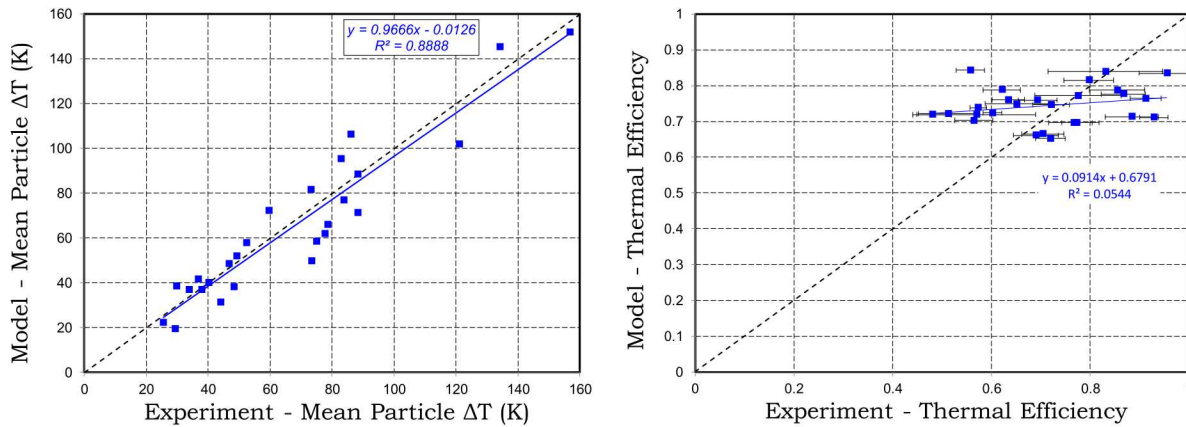 Model - Mean Particle ΔT (K)
160
140
120
100
80
60
40
20
0
y = 0.9666x - 0.0126
R² = 0.8888
0 20 40 60 80 100 120 140 160
Experiment - Mean Particle ΔT (K)
Model - Thermal Efficiency
1
0.9
0.8
0.7
0.6
0.5
0.4
0.3
0.2
0.1
0
y = 0.0914x + 0.6791
R² = 0.0544
0 0.2 0.4 0.6 0.8
Experiment - Thermal Efficiency